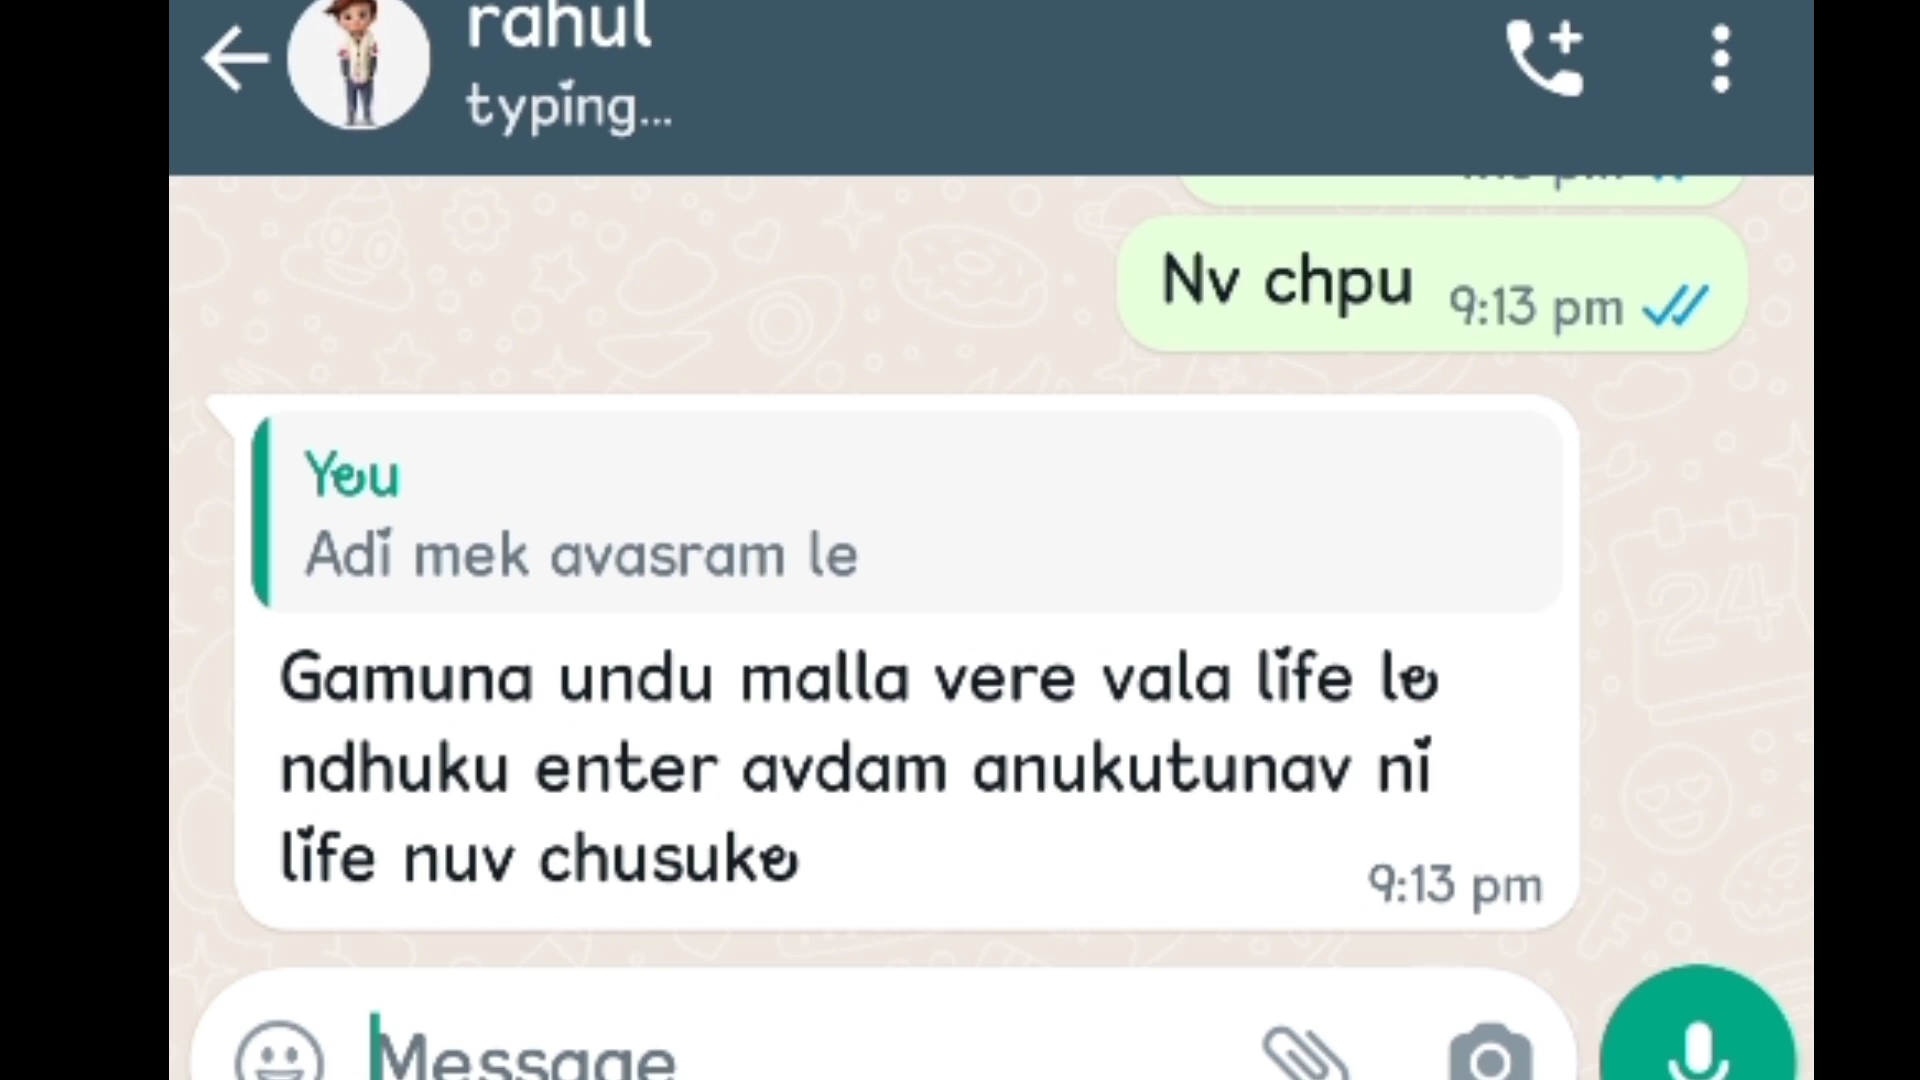 rahul
typing...
Nv chpu 9:13 pm
You
Adi mek avasram le
Gamuna undu malla vere vala life lo
ndhuku enter avdam anukutunav ni
life nuv chusuko
9:13 pm
Message